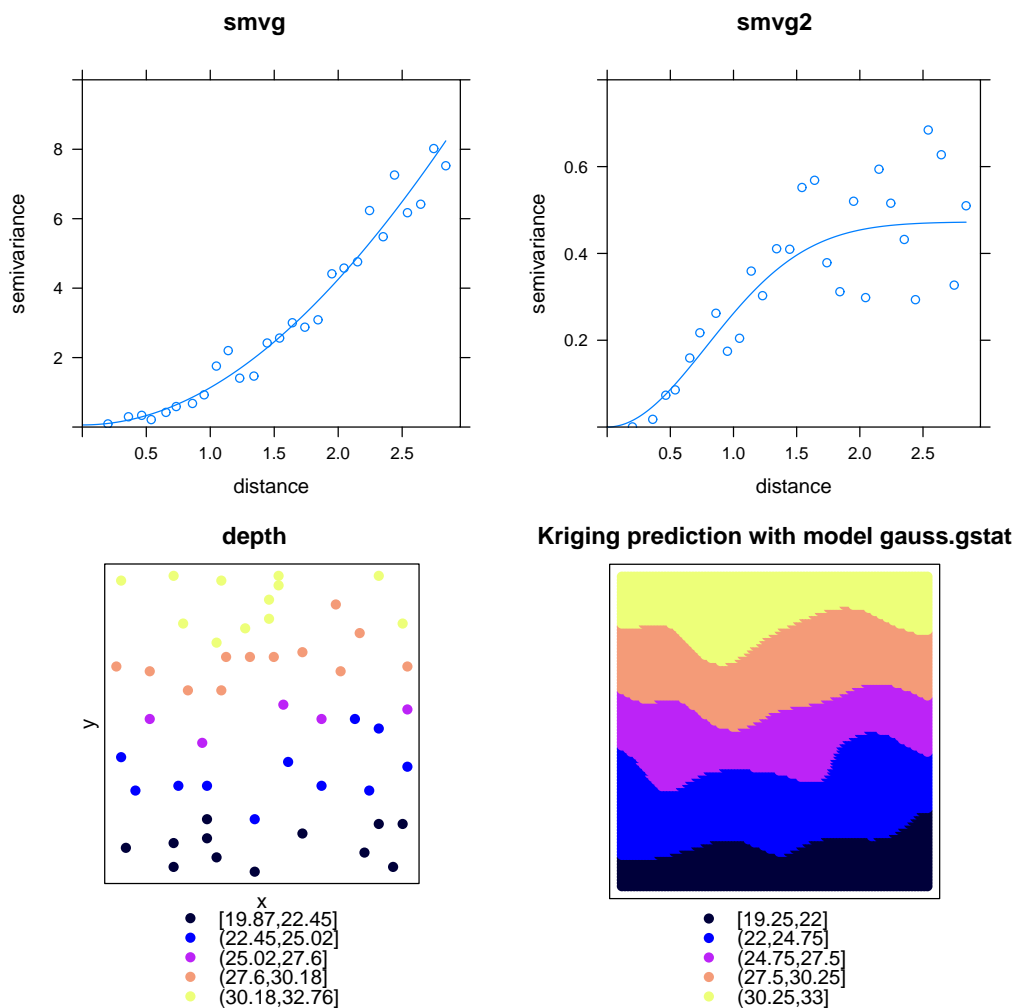 smvg
semivariance
8
6
4
2
0.5 1.0 1.5 2.0 2.5
distance
smvg2
semivariance
0.6
0.4
0.2
0.5 1.0 1.5 2.0 2.5
distance
depth
y
x
[19.87,22.45]
(22.45,25.02]
(25.02,27.6]
(27.6,30.18]
(30.18,32.76]
Kriging prediction with model gauss.gstat
[19.25,22]
(22,24.75]
(24.75,27.5]
(27.5,30.25]
(30.25,33]